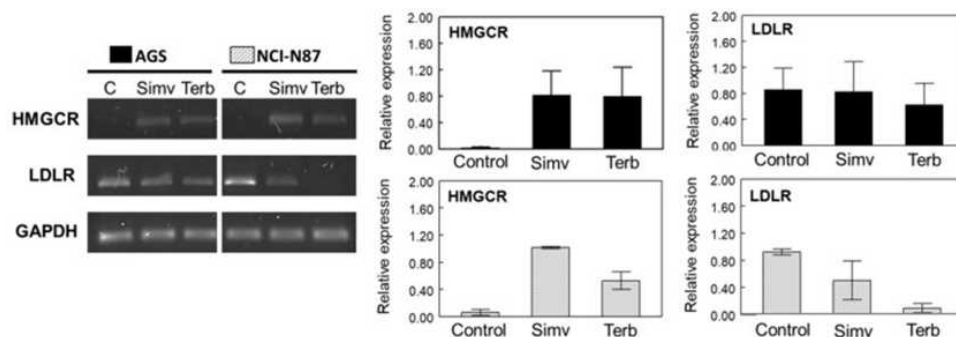 AGS NCI-N87
C Simv Terb C Simv Terb
HMGCR
LDLR
GAPDH
HMGCR
Relative expression
2.00
1.60
1.20
0.80
0.40
0.00
Control Simv Terb
LDLR
Relative expression
2.00
1.60
1.20
0.80
0.40
0.00
Control Simv Terb
HMGCR
Relative expression
2.00
1.60
1.20
0.80
0.40
0.00
Control Simv Terb
LDLR
Relative expression
2.00
1.60
1.20
0.80
0.40
0.00
Control Simv Terb